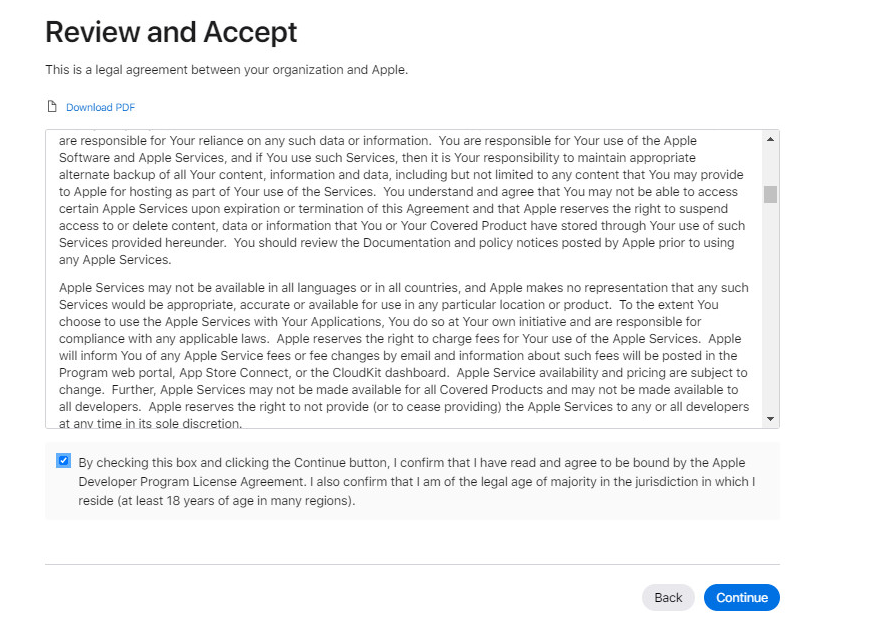 Review and Accept
This is a legal agreement between your organization and Apple.
Download PDF
are responsible for Your reliance on any such data or information.  You are responsible for Your use of the Apple
Software and Apple Services, and if You use such Services, then it is Your responsibility to maintain appropriate
alternate backup of all Your content, information and data, including but not limited to any content that You may provide
to Apple for hosting as part of Your use of the Services.  You understand and agree that You may not be able to access
certain Apple Services upon expiration or termination of this Agreement and that Apple reserves the right to suspend
access to or delete content, data or information that You or Your Covered Product have stored through Your use of such
Services provided hereunder.  You should review the Documentation and policy notices posted by Apple prior to using
any Apple Services.
Apple Services may not be available in all languages or in all countries, and Apple makes no representation that any such
Services would be appropriate, accurate or available for use in any particular location or product.  To the extent You
choose to use the Apple Services with Your Applications, You do so at Your own initiative and are responsible for
compliance with any applicable laws.  Apple reserves the right to charge fees for Your use of the Apple Services.  Apple
will inform You of any Apple Service fees or fee changes by email and information about such fees will be posted in the
Program web portal, App Store Connect, or the CloudKit dashboard.  Apple Service availability and pricing are subject to
change.  Further, Apple Services may not be made available for all Covered Products and may not be made available to
all developers.  Apple reserves the right to not provide (or to cease providing) the Apple Services to any or all developers
at any time in its sole discretion.
By checking this box and clicking the Continue button, I confirm that I have read and agree to be bound by the Apple
Developer Program License Agreement. I also confirm that I am of the legal age of majority in the jurisdiction in which I
reside (at least 18 years of age in many regions).
Back
Continue